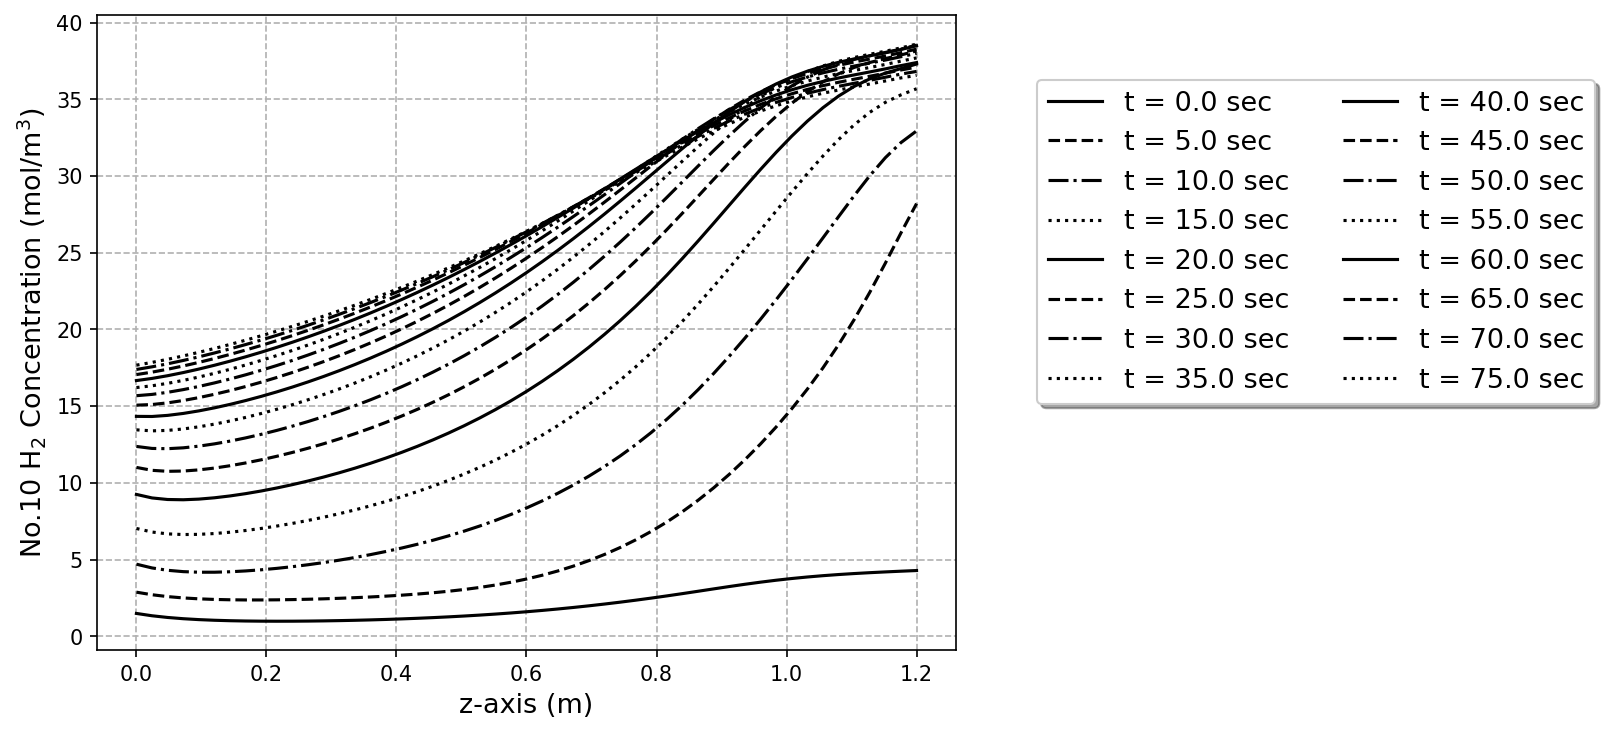 No.10 H₂ Concentration (mol/m³)
40
35
30
25
20
15
10
5
0
0.0 0.2 0.4 0.6 0.8 1.0 1.2
z-axis (m)
t = 0.0 sec
t = 5.0 sec
t = 10.0 sec
t = 15.0 sec
t = 20.0 sec
t = 25.0 sec
t = 30.0 sec
t = 35.0 sec
t = 40.0 sec
t = 45.0 sec
t = 50.0 sec
t = 55.0 sec
t = 60.0 sec
t = 65.0 sec
t = 70.0 sec
t = 75.0 sec